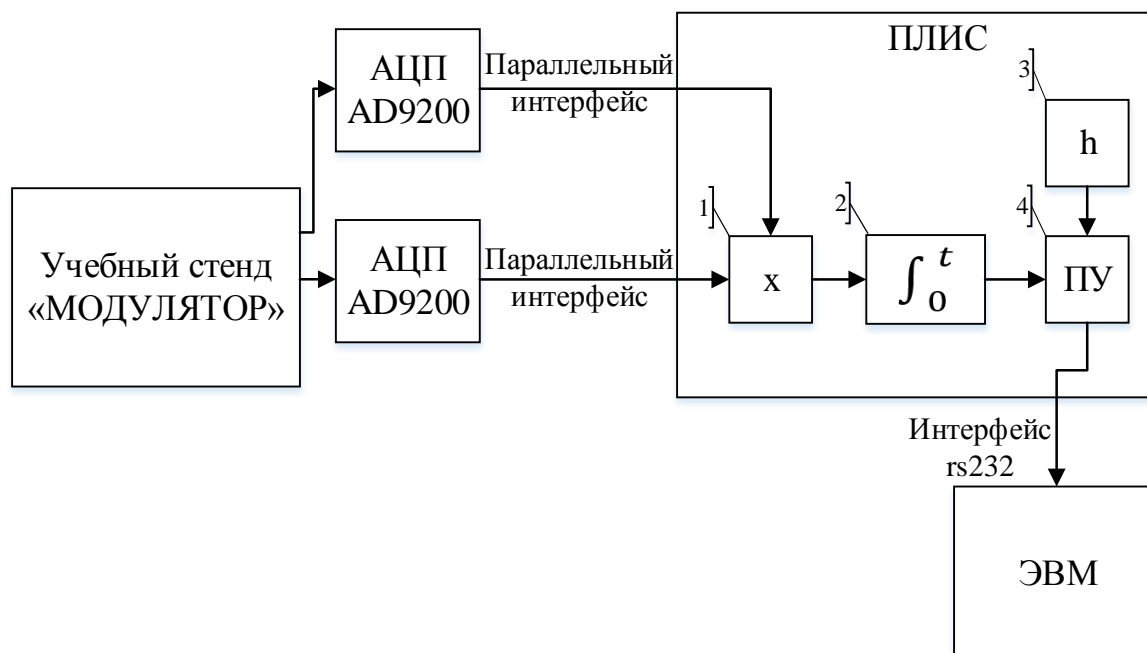 ПЛИС
АЦП
AD9200
Параллельный
интерфейс
3
h
Учебный стенд
«МОДУЛЯТОР»
АЦП
AD9200
Параллельный
интерфейс
1
x
2
∫ 0 t
4
ПУ
Интерфейс
rs232
ЭВМ